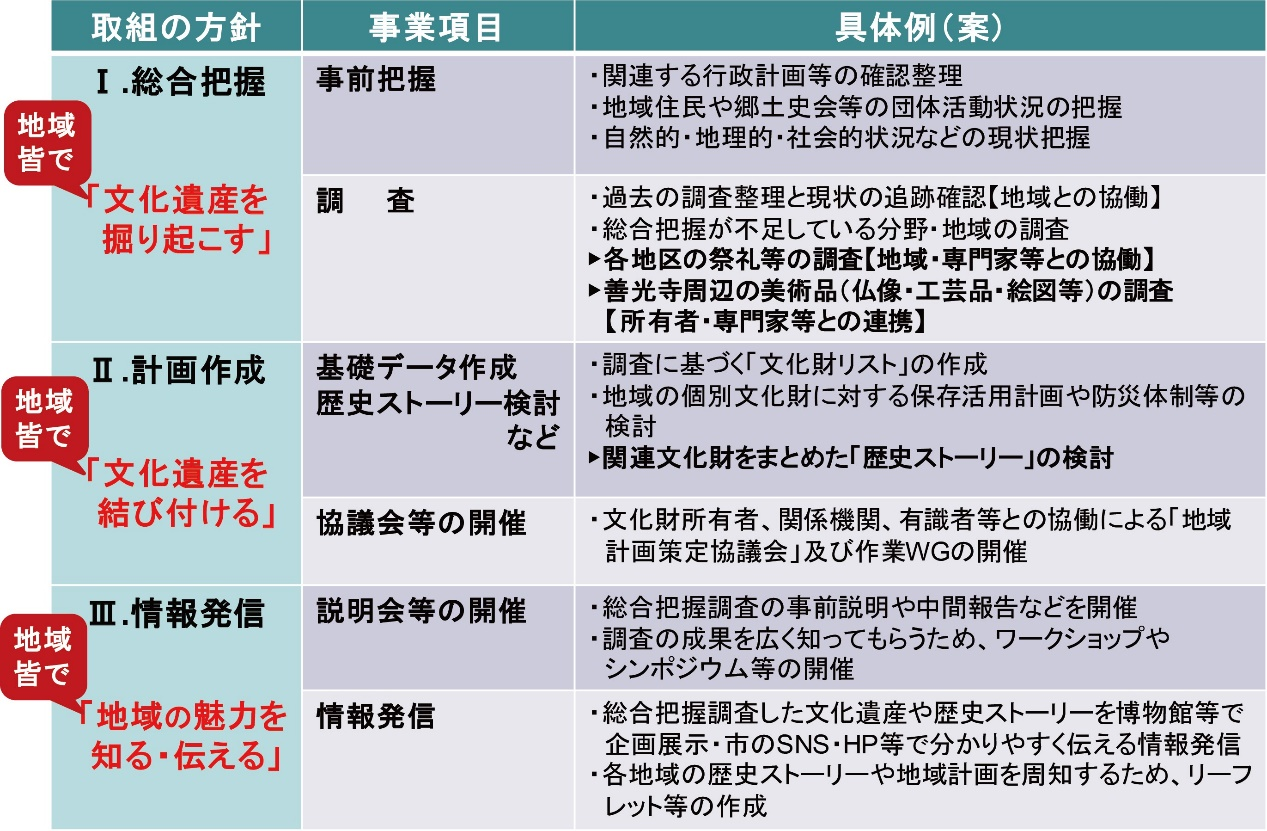 取組の方針
事業項目
具体例(案)
Ⅰ.総合把握
地域
皆で
「文化遺産を
掘り起こす」
事前把握
・関連する行政計画等の確認整理
・地域住民や郷土史会等の団体活動状況の把握
・自然的・地理的・社会的状況などの現状把握
調　査
・過去の調査整理と現状の追跡確認【地域との協働】
・総合把握が不足している分野・地域の調査
▶各地区の祭礼等の調査【地域・専門家等との協働】
▶善光寺周辺の美術品(仏像・工芸品・絵図等)の調査
【所有者・専門家等との連携】
Ⅱ.計画作成
地域
皆で
「文化遺産を
結び付ける」
基礎データ作成
歴史ストーリー検討
など
・調査に基づく「文化財リスト」の作成
・地域の個別文化財に対する保存活用計画や防災体制等の
検討
▶関連文化財をまとめた「歴史ストーリー」の検討
協議会等の開催
・文化財所有者、関係機関、有識者等との協働による「地域
計画策定協議会」及び作業WGの開催
Ⅲ.情報発信
地域
皆で
「地域の魅力を
知る・伝える」
説明会等の開催
・総合把握調査の事前説明や中間報告などを開催
・調査の成果を広く知ってもらうため、ワークショップや
シンポジウム等の開催
情報発信
・総合把握調査した文化遺産や歴史ストーリーを博物館等で
企画展示・市のSNS・HP等で分かりやすく伝える情報発信
・各地域の歴史ストーリーや地域計画を周知するため、リーフ
レット等の作成